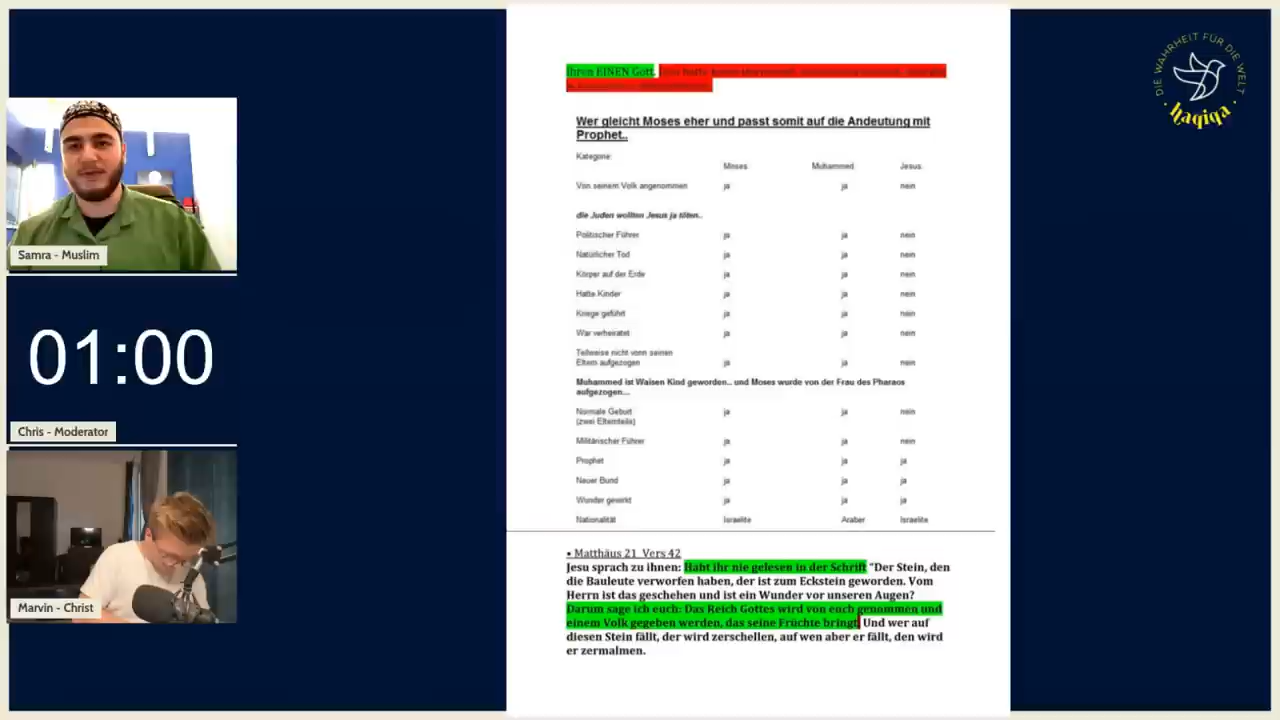 Samra - Muslim
01:00
Chris - Moderator
Marvin - Christ
Ihren EINEN Gott.
Wer gleicht Moses eher und passt somit auf die Andeutung mit
Prophet..
Kategorie:
Moses Muhammed Jesus
Von seinem Volk angenommen ja ja nein
die Juden wollten Jesus ja töten..
Politischer Führer ja ja nein
Natürlicher Tod ja ja nein
Körper auf der Erde ja ja nein
Hatte Kinder ja ja nein
Kriege geführt ja ja nein
War verheiratet ja ja nein
Teilweise nicht vonn seinen
Eltern aufgezogen ja ja nein
Muhammed ist Waisen Kind geworden.. und Moses wurde von der Frau des Pharaos
aufgezogen...
Normale Geburt ja ja nein
(zwei Elternteile)
Militärischer Führer ja ja nein
Prophet ja ja ja
Neuer Bund ja ja ja
Wunder gewirkt ja ja ja
Nationalität Israelite Araber Israelite
• Matthäus 21 Vers 42
Jesu sprach zu ihnen: Habt ihr nie gelesen in der Schrift "Der Stein, den
die Bauleute verworfen haben, der ist zum Eckstein geworden. Vom
Herrn ist das geschehen und ist ein Wunder vor unseren Augen?
Darum sage ich euch: Das Reich Gottes wird von euch genommen und
einem Volk gegeben werden, das seine Früchte bringt. Und wer auf
diesen Stein fällt, der wird zerschellen, auf wen aber er fällt, den wird
er zermalmen.
DIE WAHRHEIT FÜR DIE WELT
haqiqa